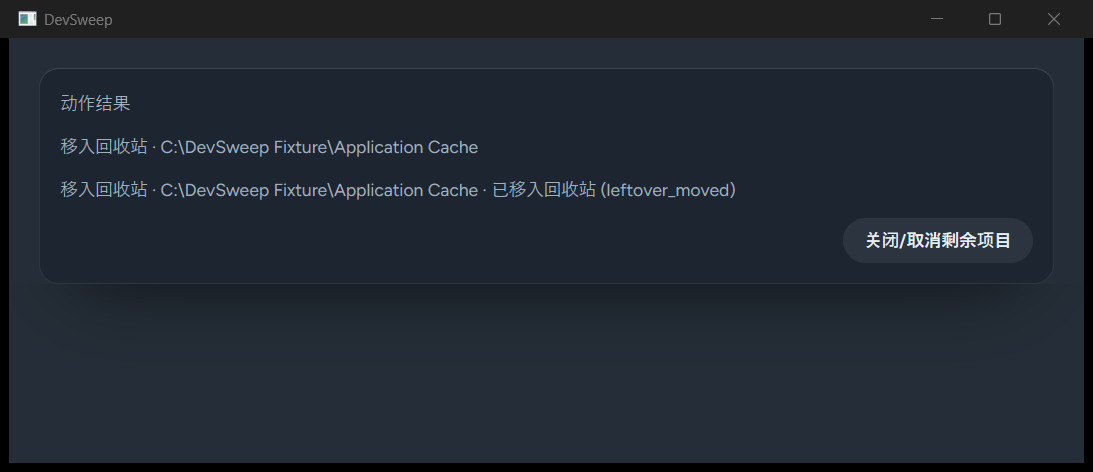 DevSweep
动作结果
移入回收站 · C:\DevSweep Fixture\Application Cache
移入回收站 · C:\DevSweep Fixture\Application Cache · 已移入回收站 (leftover_moved)
关闭/取消剩余项目